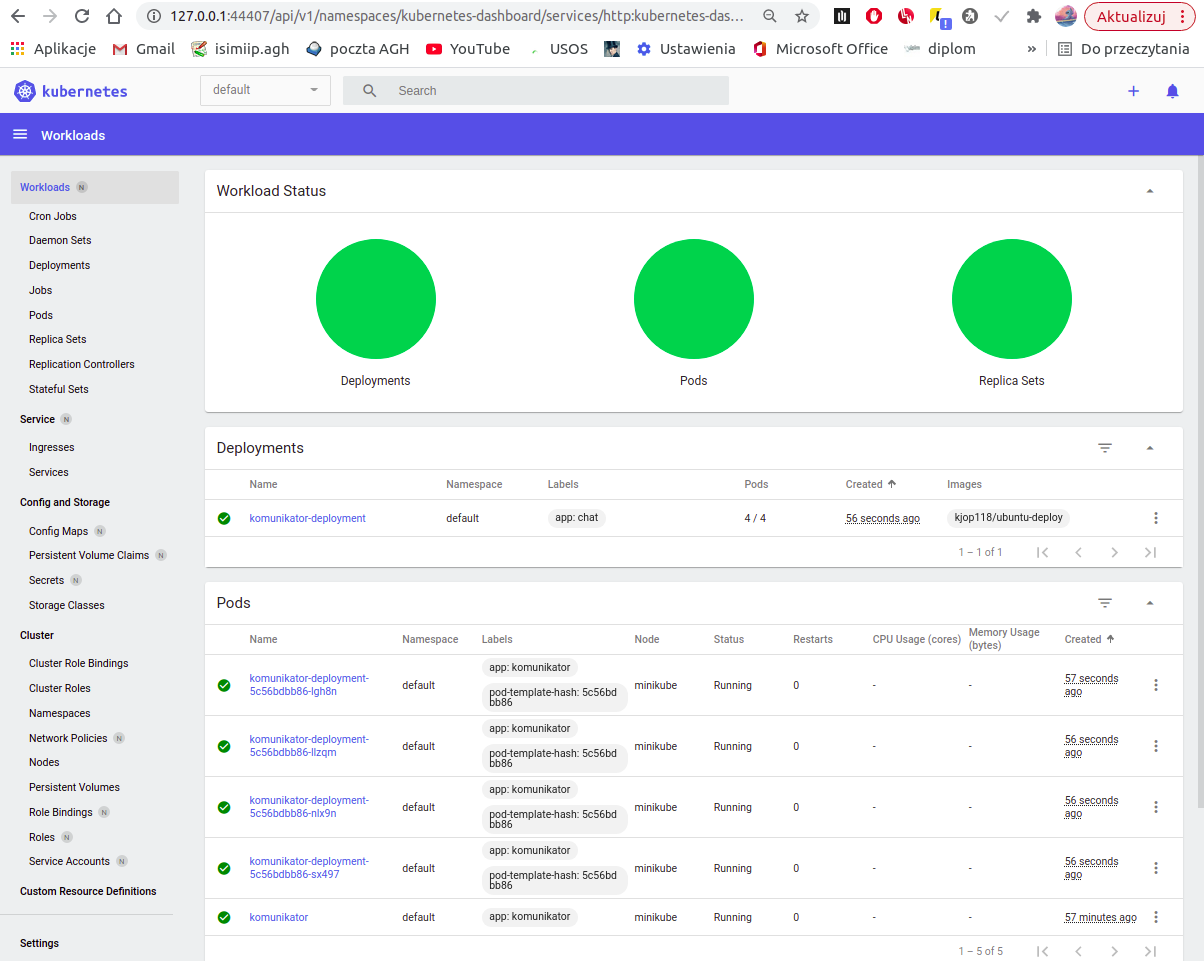 127.0.0.1:44407/api/v1/namespaces/kubernetes-dashboard/services/http:kubernetes-das...
Aktualizuj
Aplikacje Gmail isimiip.agh poczta AGH YouTube USOS Ustawienia Microsoft Office diplom » Do przeczytania
kubernetes default Search
Workloads
Workloads N
Cron Jobs
Daemon Sets
Deployments
Jobs
Pods
Replica Sets
Replication Controllers
Stateful Sets
Service N
Ingresses
Services
Config and Storage
Config Maps N
Persistent Volume Claims N
Secrets N
Storage Classes
Cluster
Cluster Role Bindings
Cluster Roles
Namespaces
Network Policies N
Nodes
Persistent Volumes
Role Bindings N
Roles N
Service Accounts N
Custom Resource Definitions
Settings
Workload Status
Deployments Pods Replica Sets
Deployments
Name Namespace Labels Pods Created Images
komunikator-deployment default app: chat 4 / 4 56 seconds ago kjop118/ubuntu-deploy
1 – 1 of 1
Pods
Name Namespace Labels Node Status Restarts CPU Usage (cores) Memory Usage (bytes) Created
komunikator-deployment-5c56bdbb86-lgh8n default app: komunikator pod-template-hash: 5c56bdbb86 minikube Running 0 - - 57 seconds ago
komunikator-deployment-5c56bdbb86-llzqm default app: komunikator pod-template-hash: 5c56bdbb86 minikube Running 0 - - 56 seconds ago
komunikator-deployment-5c56bdbb86-nlx9n default app: komunikator pod-template-hash: 5c56bdbb86 minikube Running 0 - - 56 seconds ago
komunikator-deployment-5c56bdbb86-sx497 default app: komunikator pod-template-hash: 5c56bdbb86 minikube Running 0 - - 56 seconds ago
komunikator default app: komunikator minikube Running 0 - - 57 minutes ago
1 – 5 of 5